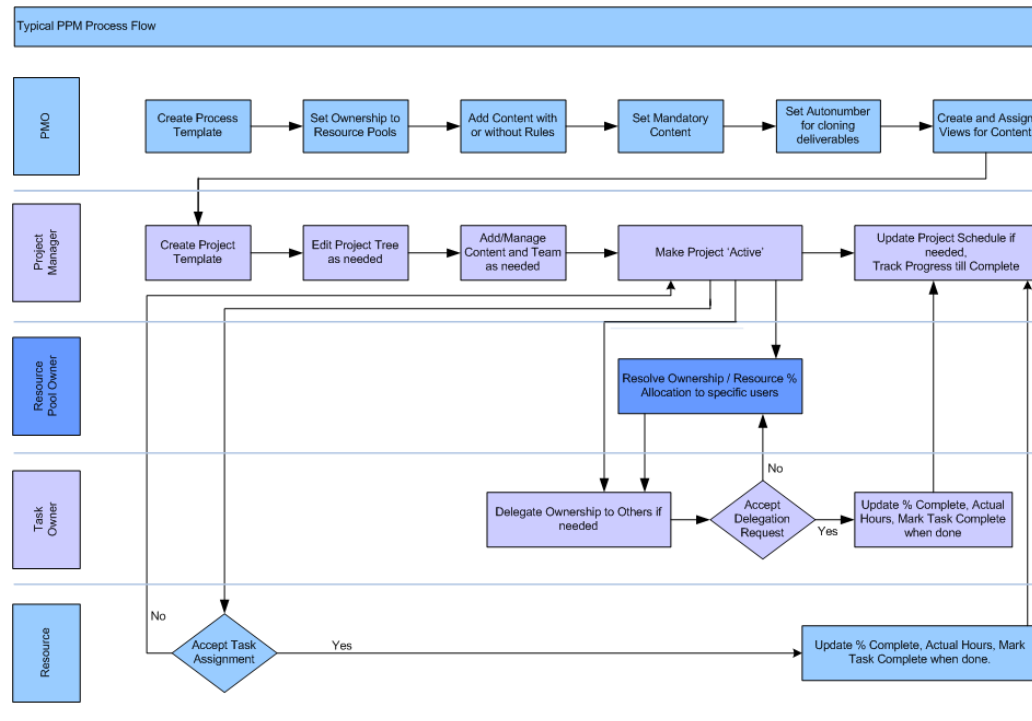 Typical PPM Process Flow
PMO
Create Process
Template
Set Ownership to
Resource Pools
Add Content with
or without Rules
Set Mandatory
Content
Set Autonumber
for cloning
deliverables
Create and Assign
Views for Content
Project
Manager
Create Project
Template
Edit Project Tree
as needed
Add/Manage
Content and Team
as needed
Make Project 'Active'
Update Project Schedule if
needed,
Track Progress till Complete
Resource
Pool Owner
Resolve Ownership / Resource %
Allocation to specific users
Task
Owner
Delegate Ownership to Others if
needed
Accept
Delegation
Request
No
Yes
Update % Complete, Actual
Hours, Mark Task Complete
when done
Resource
No
Accept Task
Assignment
Yes
Update % Complete, Actual Hours, Mark
Task Complete when done.